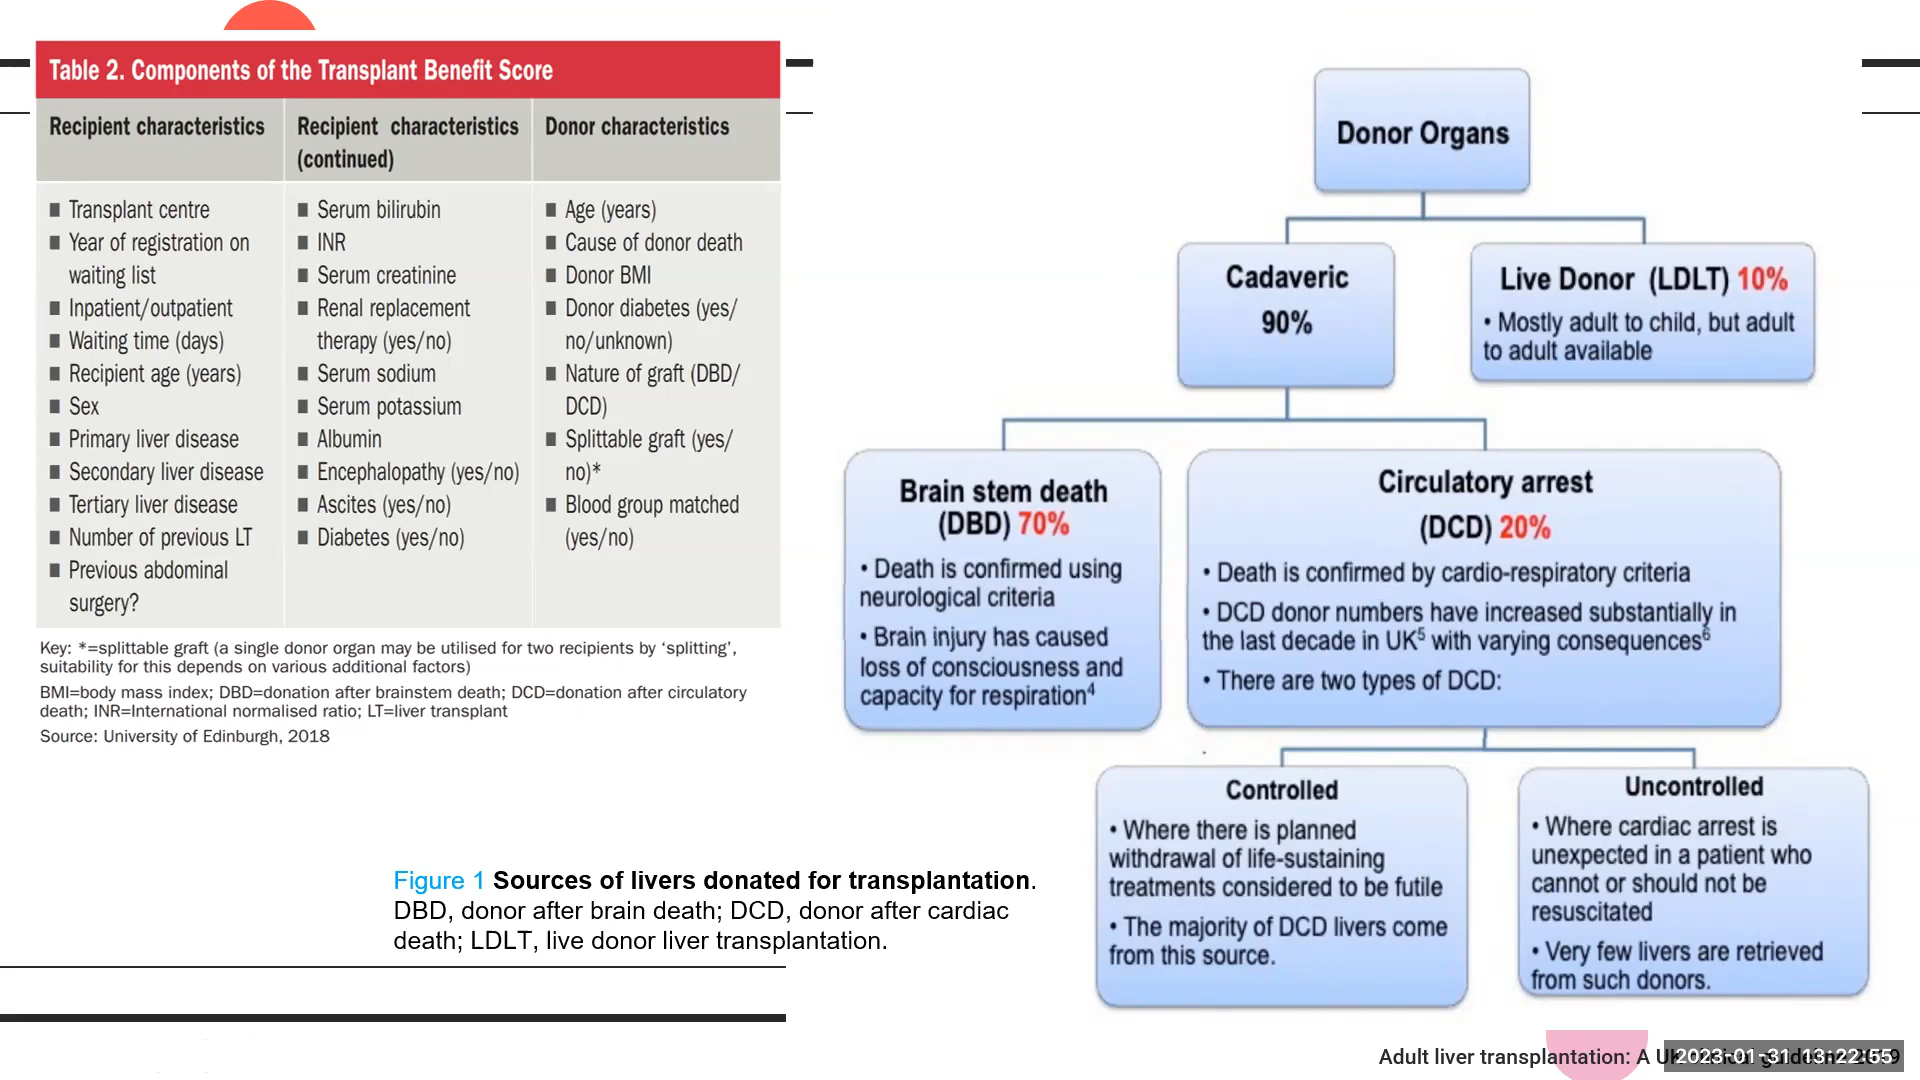 Table 2. Components of the Transplant Benefit Score
Recipient characteristics
■ Transplant centre
■ Year of registration on
waiting list
■ Inpatient/outpatient
■ Waiting time (days)
■ Recipient age (years)
■ Sex
■ Primary liver disease
■ Secondary liver disease
■ Tertiary liver disease
■ Number of previous LT
■ Previous abdominal
surgery?
Recipient characteristics
(continued)
■ Serum bilirubin
■ INR
■ Serum creatinine
■ Renal replacement
therapy (yes/no)
■ Serum sodium
■ Serum potassium
■ Albumin
■ Encephalopathy (yes/no)
■ Ascites (yes/no)
■ Diabetes (yes/no)
Donor characteristics
■ Age (years)
■ Cause of donor death
■ Donor BMI
■ Donor diabetes (yes/
no/unknown)
■ Nature of graft (DBD/
DCD)
■ Splittable graft (yes/
no)*
■ Blood group matched
(yes/no)
Key: *=splittable graft (a single donor organ may be utilised for two recipients by ‘splitting’,
suitability for this depends on various additional factors)
BMI=body mass index; DBD=donation after brainstem death; DCD=donation after circulatory
death; INR=International normalised ratio; LT=liver transplant
Source: University of Edinburgh, 2018
Donor Organs
Cadaveric
90%
Live Donor (LDLT) 10%
• Mostly adult to child, but adult
to adult available
Brain stem death
(DBD) 70%
• Death is confirmed using
neurological criteria
• Brain injury has caused
loss of consciousness and
capacity for respiration4
Circulatory arrest
(DCD) 20%
• Death is confirmed by cardio-respiratory criteria
• DCD donor numbers have increased substantially in
the last decade in UK5 with varying consequences6
• There are two types of DCD:
Controlled
• Where there is planned
withdrawal of life-sustaining
treatments considered to be futile
• The majority of DCD livers come
from this source.
Uncontrolled
• Where cardiac arrest is
unexpected in a patient who
cannot or should not be
resuscitated
• Very few livers are retrieved
from such donors.
Figure 1 Sources of livers donated for transplantation.
DBD, donor after brain death; DCD, donor after cardiac
death; LDLT, live donor liver transplantation.
Adult liver transplantation: A
2023-01-31 13:22:55